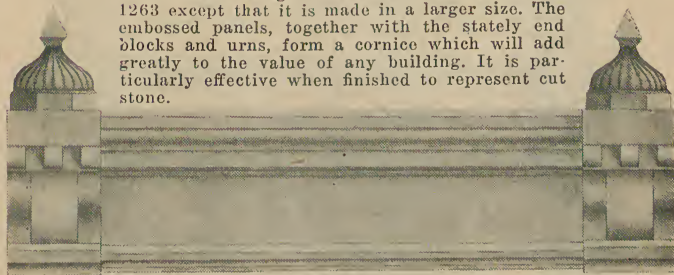 1263 except that it is made in a larger size. The
embossed panels, together with the stately end
blocks and urns, form a cornice which will add
greatly to the value of any building. It is par-
ticularly effective when finished to represent cut
stone.